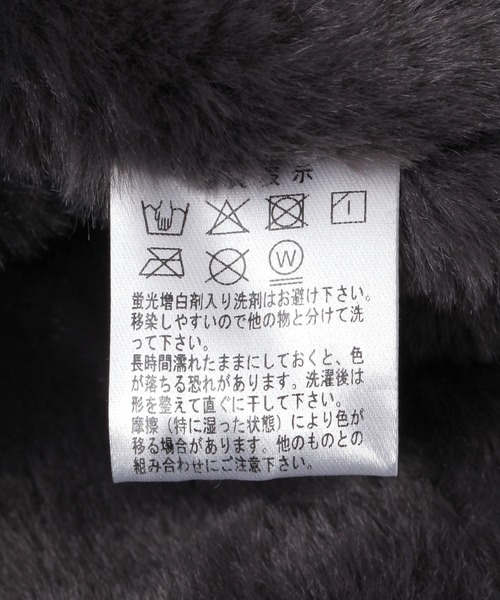 表示
W
蛍光増白剤入り洗剤はお避け下さい。
移染しやすいので他の物と分けて洗
って下さい。
長時間濡れたままにしておくと、色
が落ちる恐れがあります。洗濯後は
形を整えて直ぐに干して下さい。
摩擦（特に湿った状態）により色が
移る場合があります。他のものとの
組み合わせにご注意下さい。